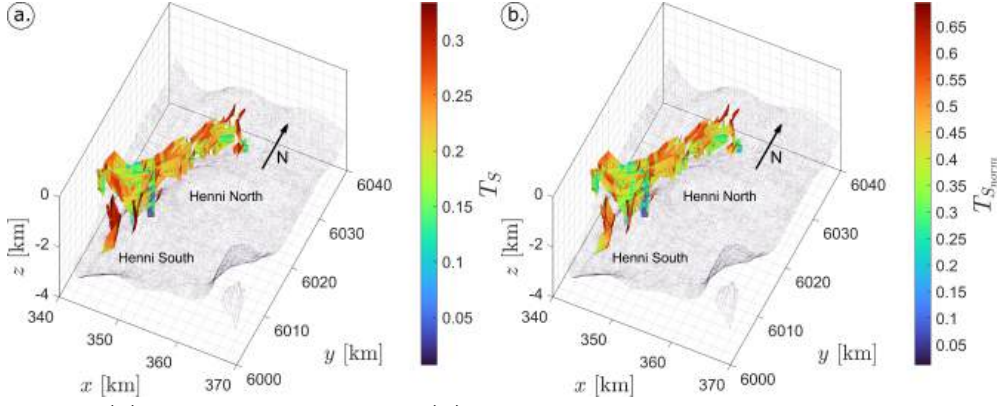 a.
0.3
0.25
0.2
0.15
0.1
0.05
T_S
N
Henni North
Henni South
0
-2
-4
z [km]
340
350
360
370
x [km]
6000
6010
6020
6030
6040
y [km]
b.
0.65
0.6
0.55
0.5
0.45
0.4
0.35
0.3
0.25
0.2
0.15
0.1
0.05
T_{S_{norm}}
N
Henni North
Henni South
0
-2
-4
z [km]
340
350
360
370
x [km]
6000
6010
6020
6030
6040
y [km]